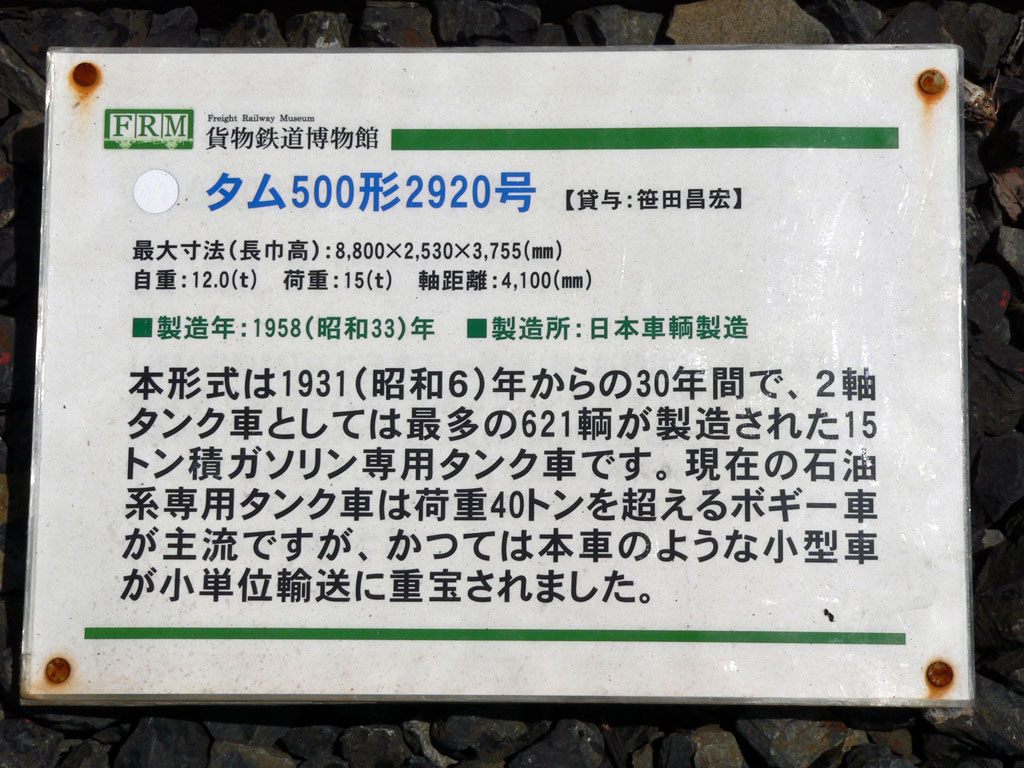 FRM
Freight Railway Museum
貨物鉄道博物館
タム500形2920号 【貸与:笹田昌宏】
最大寸法(長巾高):8,800×2,530×3,755(㎜)
自重:12.0(t) 荷重:15(t) 軸距離:4,100(㎜)
■製造年:1958(昭和33)年 ■製造所:日本車輌製造
本形式は1931(昭和6)年からの30年間で、2軸
タンク車としては最多の621輌が製造された15
トン積ガソリン専用タンク車です。現在の石油
系専用タンク車は荷重40トンを超えるボギー車
が主流ですが、かつては本車のような小型車
が小単位輸送に重宝されました。